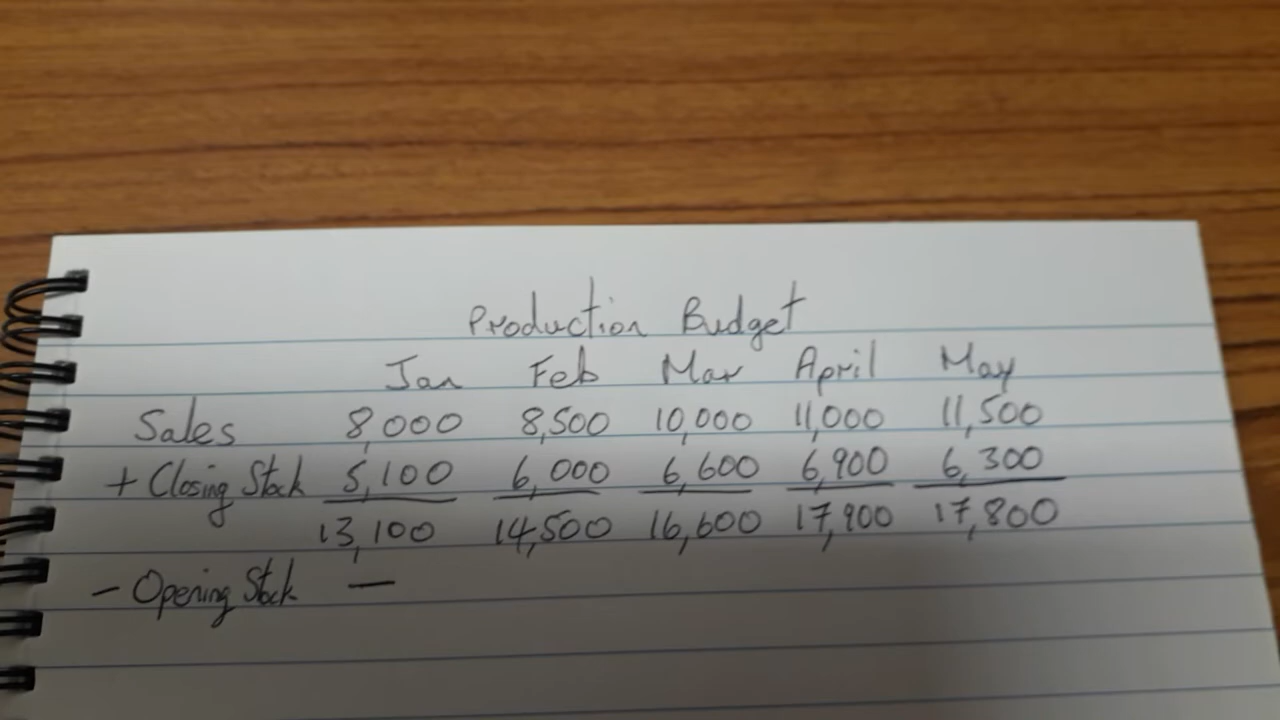 Production Budget
Jan Feb Mar April May
Sales 8,000 8,500 10,000 11,000 11,500
+ Closing Stock 5,100 6,000 6,600 6,900 6,300
13,100 14,500 16,600 17,900 17,800
- Opening Stock —